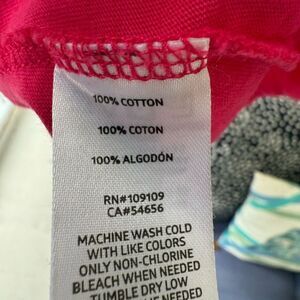 100% COTTON
100% COTON
100% ALGODÓN
RN#109109
CA#54656
MACHINE WASH COLD
WITH LIKE COLORS
ONLY NON-CHLORINE
BLEACH WHEN NEEDED
TUMBLE DRY LOW
NEEDED